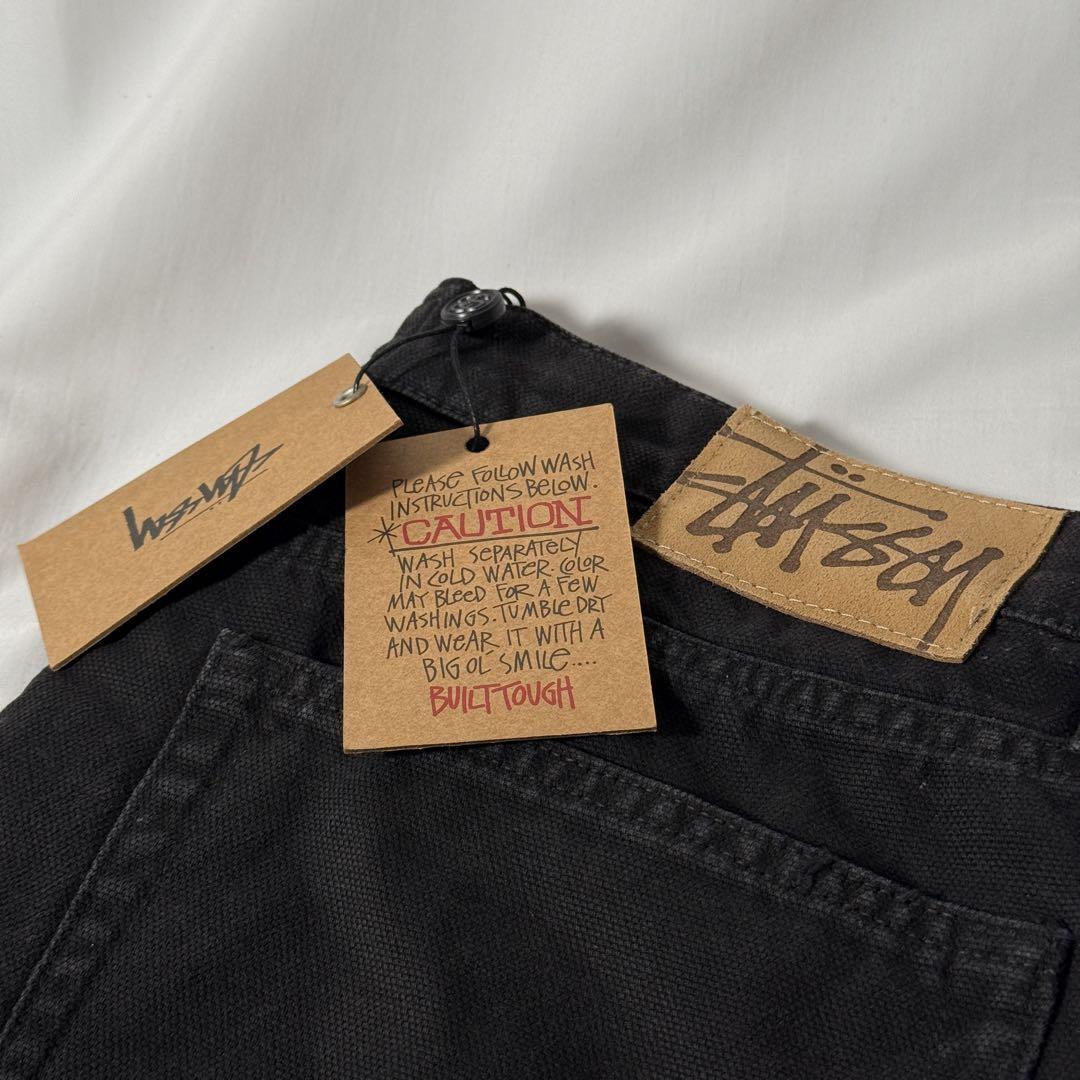 PLEASE FOLLOW WASH
INSTRUCTIONS BELOW.
*CAUTION
WASH SEPARATELY
IN COLD WATER. COLOR
MAY BLEED FOR A FEW
WASHINGS. TUMBLE DRY
AND WEAR IT WITH A
BIG OL' SMILE....
BUILT TOUGH
Stüssy